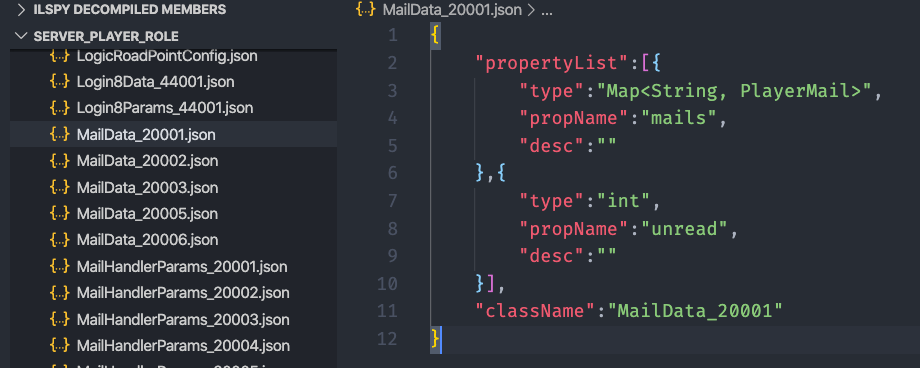 ILSPY DECOMPILED MEMBERS
SERVER_PLAYER_ROLE
{..} LogicRoadPointConfig.json
{..} Login8Data_44001.json
{..} Login8Params_44001.json
{..} MailData_20001.json
{..} MailData_20002.json
{..} MailData_20003.json
{..} MailData_20005.json
{..} MailData_20006.json
{..} MailHandlerParams_20001.json
{..} MailHandlerParams_20002.json
{..} MailHandlerParams_20003.json
{..} MailHandlerParams_20004.json
{..} MailData_20001.json > ...
1 {
2 "propertyList":[{
3 "type":"Map<String, PlayerMail>",
4 "propName":"mails",
5 "desc":""
6 },{
7 "type":"int",
8 "propName":"unread",
9 "desc":""
10 }],
11 "className":"MailData_20001"
12 }